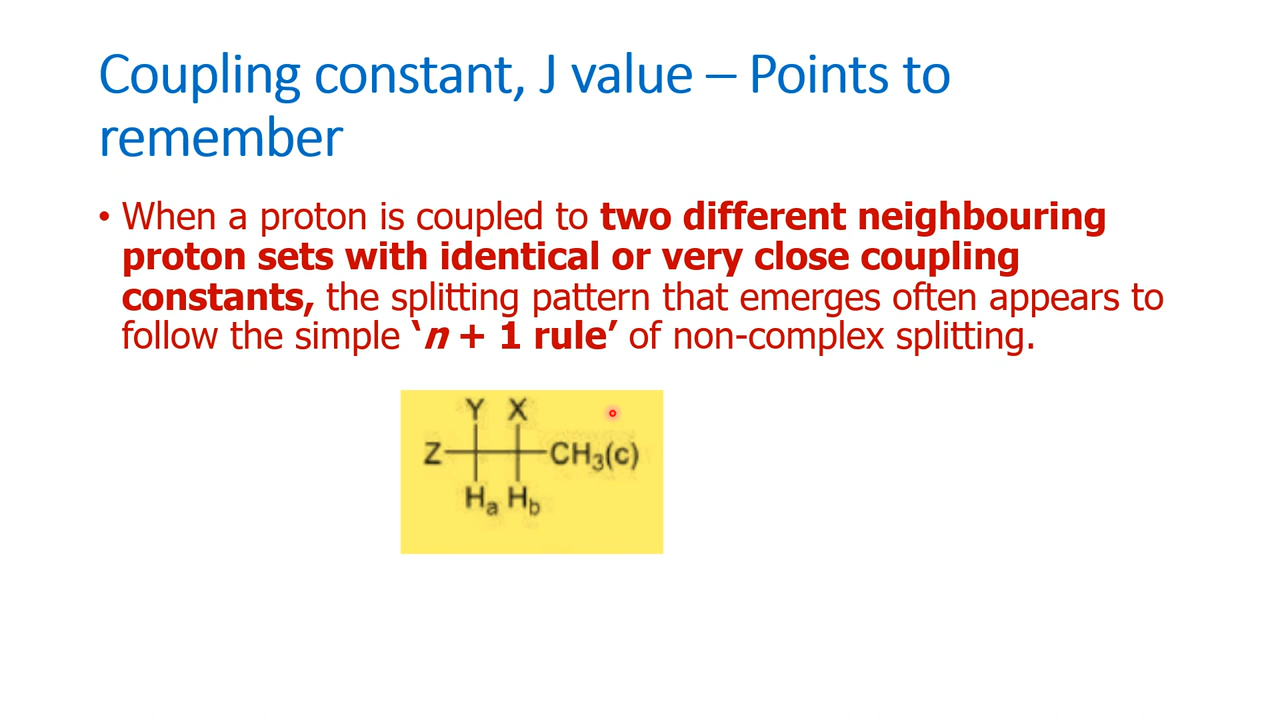 Coupling constant, J value – Points to
remember
• When a proton is coupled to two different neighbouring
proton sets with identical or very close coupling
constants, the splitting pattern that emerges often appears to
follow the simple ‘n + 1 rule’ of non-complex splitting.
Y X
Z CH₃(c)
Hₐ H_b